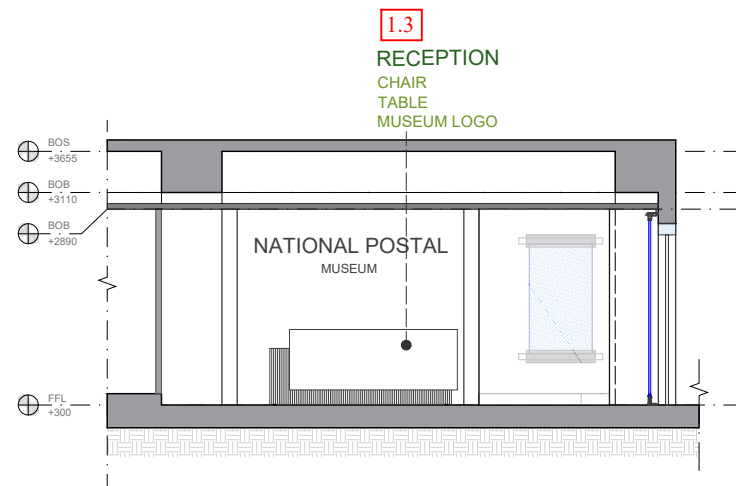 1.3
RECEPTION
CHAIR
TABLE
MUSEUM LOGO
BOS
+3655
BOB
+3110
BOB
+2890
NATIONAL POSTAL
MUSEUM
FFL
+300